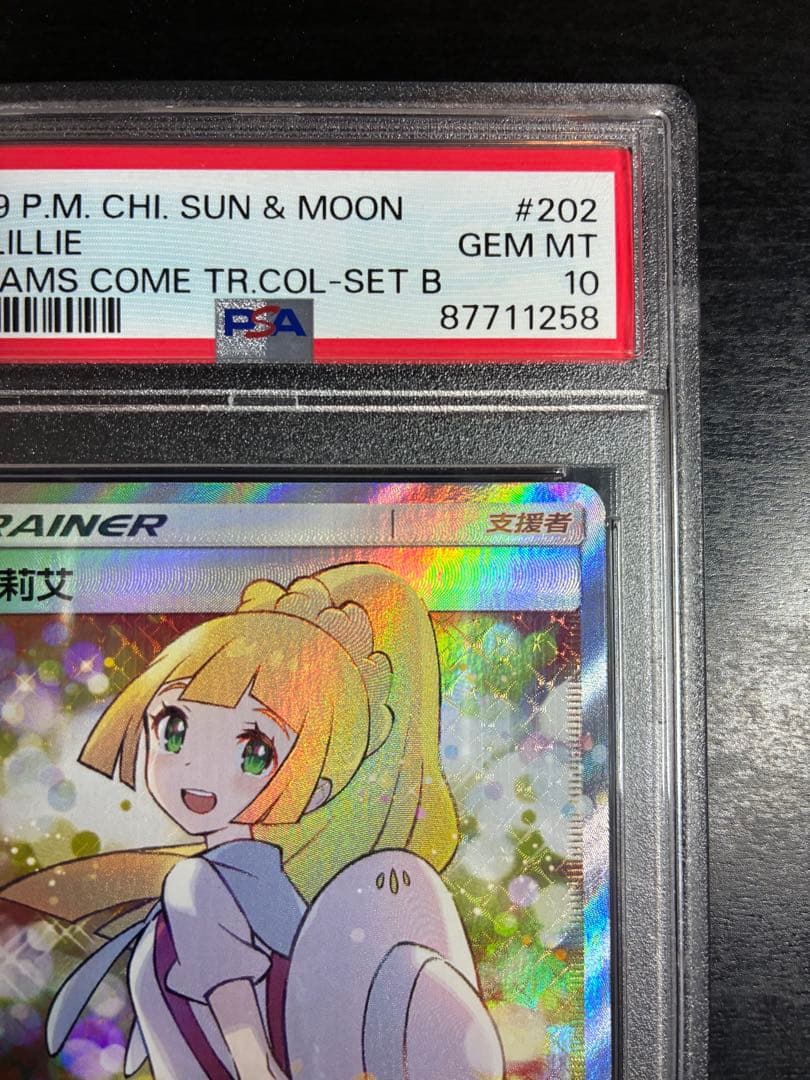 9 P.M. CHI. SUN & MOON #202
LILLIE GEM MT
AMS COME TR.COL-SET B 10
PSA 87711258
RAINER 支援者
莉艾